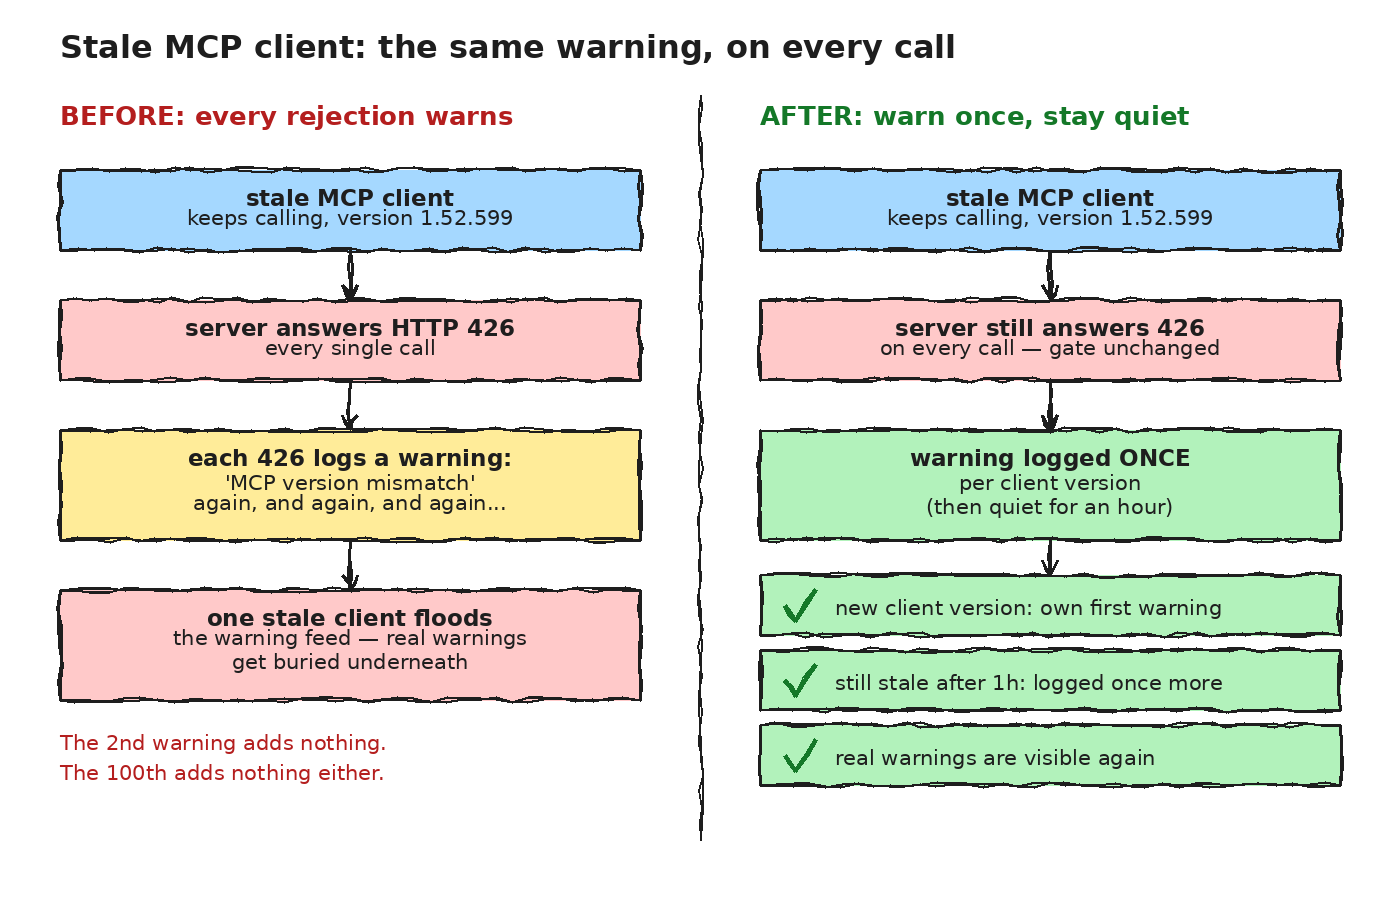 Stale MCP client: the same warning, on every call
BEFORE: every rejection warns
stale MCP client
keeps calling, version 1.52.599
server answers HTTP 426
every single call
each 426 logs a warning:
'MCP version mismatch'
again, and again, and again...
one stale client floods
the warning feed — real warnings
get buried underneath
The 2nd warning adds nothing.
The 100th adds nothing either.
AFTER: warn once, stay quiet
stale MCP client
keeps calling, version 1.52.599
server still answers 426
on every call — gate unchanged
warning logged ONCE
per client version
(then quiet for an hour)
new client version: own first warning
still stale after 1h: logged once more
real warnings are visible again